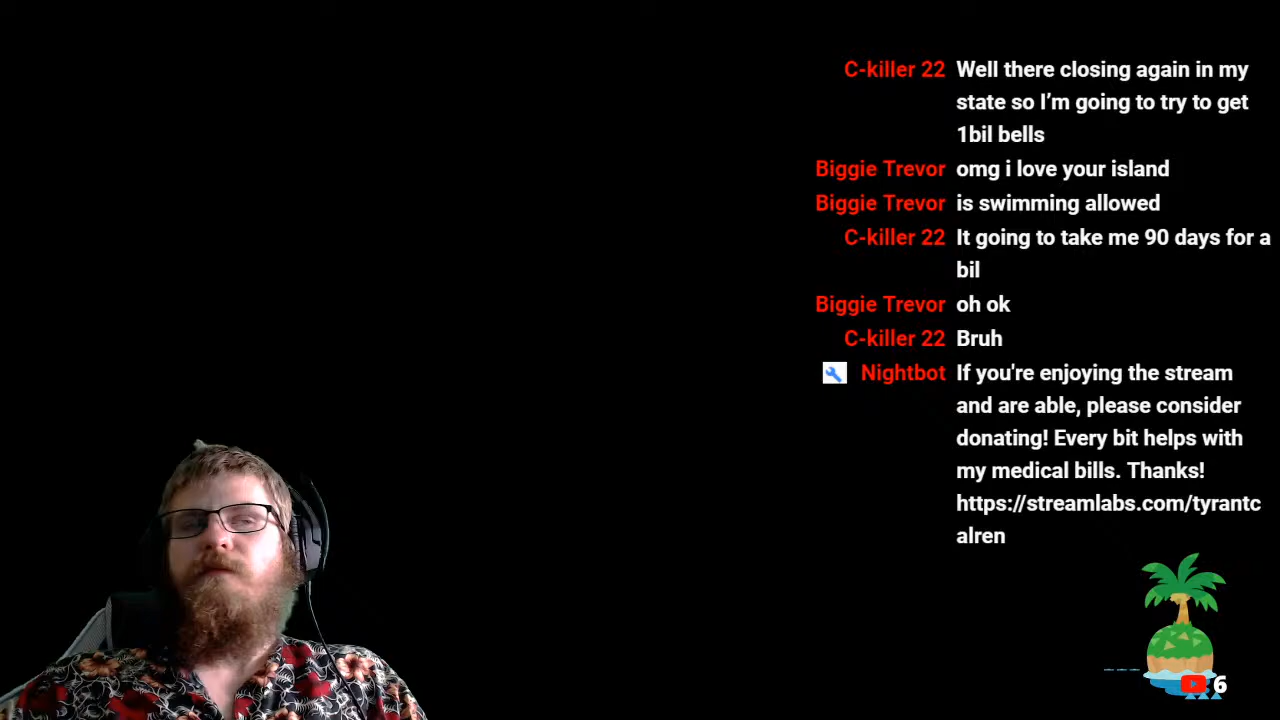 C-killer 22 Well there closing again in my
state so I’m going to try to get
1bil bells
Biggie Trevor omg i love your island
Biggie Trevor is swimming allowed
C-killer 22 It going to take me 90 days for a
bil
Biggie Trevor oh ok
C-killer 22 Bruh
Nightbot If you're enjoying the stream
and are able, please consider
donating! Every bit helps with
my medical bills. Thanks!
https://streamlabs.com/tyrantc
alren
6